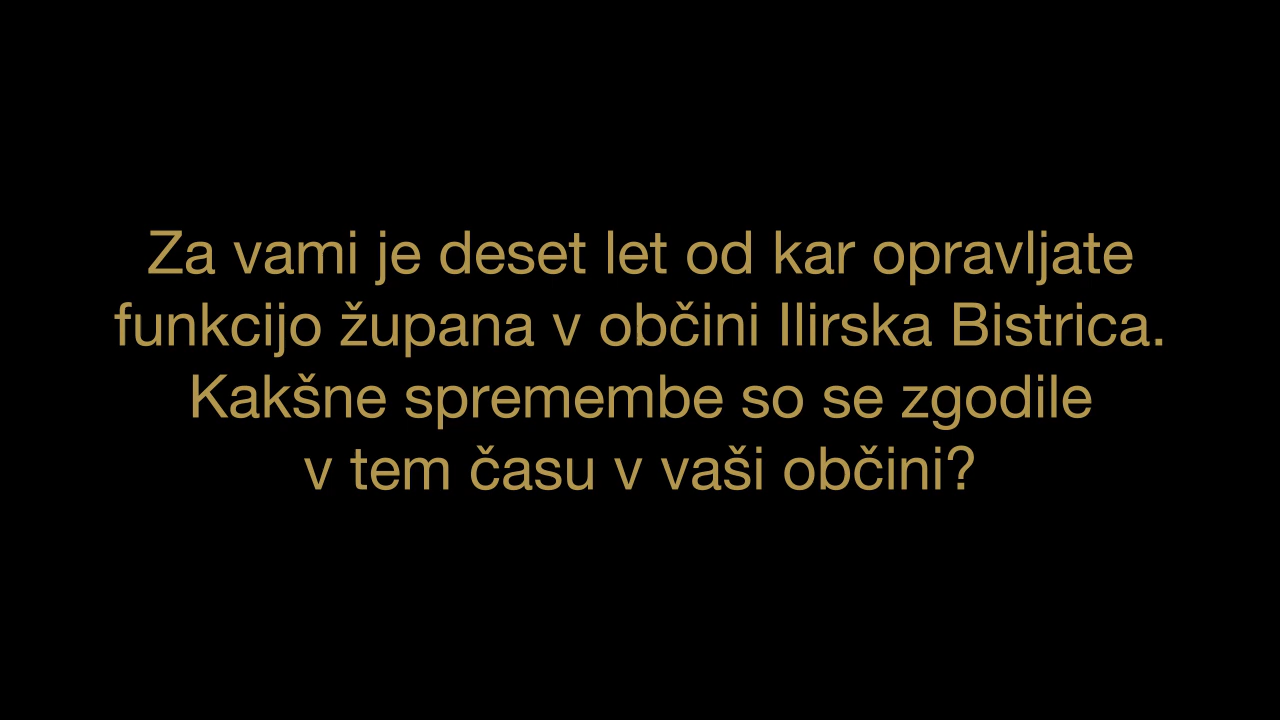 Za vami je deset let od kar opravljate
funkcijo župana v občini Ilirska Bistrica.
Kakšne spremembe so se zgodile
v tem času v vaši občini?